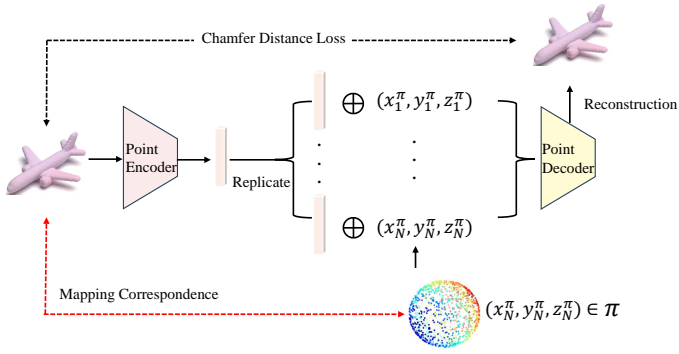 Chamfer Distance Loss
Point
Encoder
Replicate
⊕ (x₁^π, y₁^π, z₁^π)
⊕ (x_N^π, y_N^π, z_N^π)
Point
Decoder
Reconstruction
Mapping Correspondence
(x_N^π, y_N^π, z_N^π) ∈ π